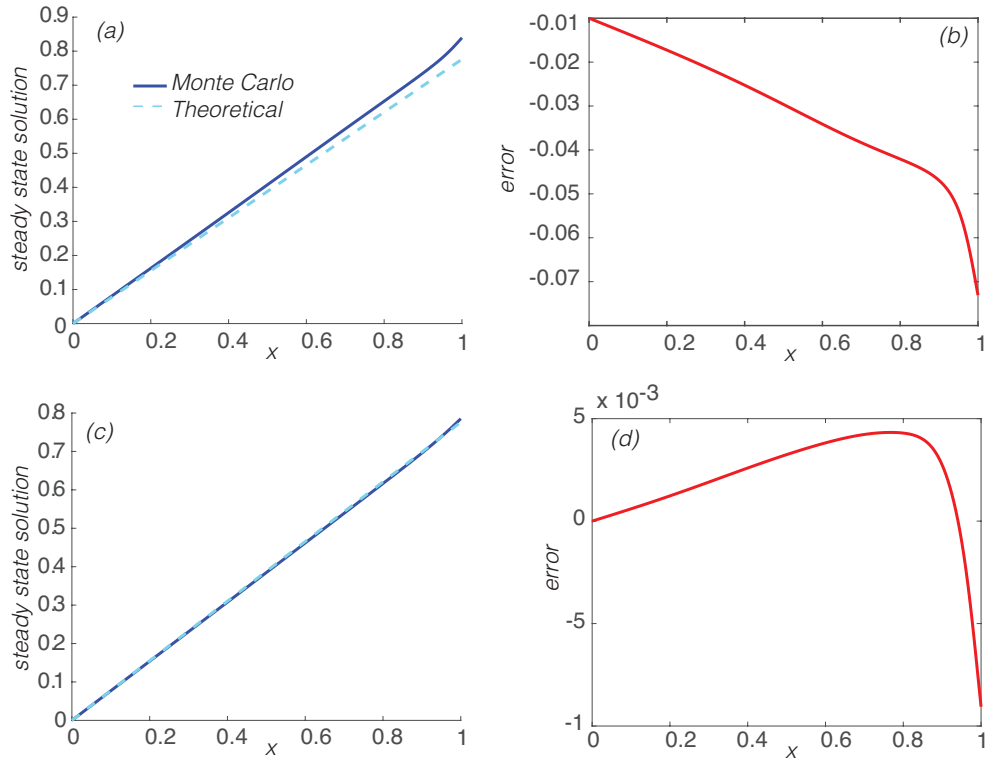 (a)
0.9
0.8
0.7
0.6
0.5
0.4
0.3
0.2
0.1
0
steady state solution
Monte Carlo
Theoretical
0 0.2 0.4 0.6 0.8 1
x
(b)
-0.01
-0.02
-0.03
-0.04
-0.05
-0.06
-0.07
error
0 0.2 0.4 0.6 0.8 1
x
(c)
0.8
0.7
0.6
0.5
0.4
0.3
0.2
0.1
0
steady state solution
0 0.2 0.4 0.6 0.8 1
x
x 10-3
(d)
5
0
-5
-1
error
0 0.2 0.4 0.6 0.8 1
x